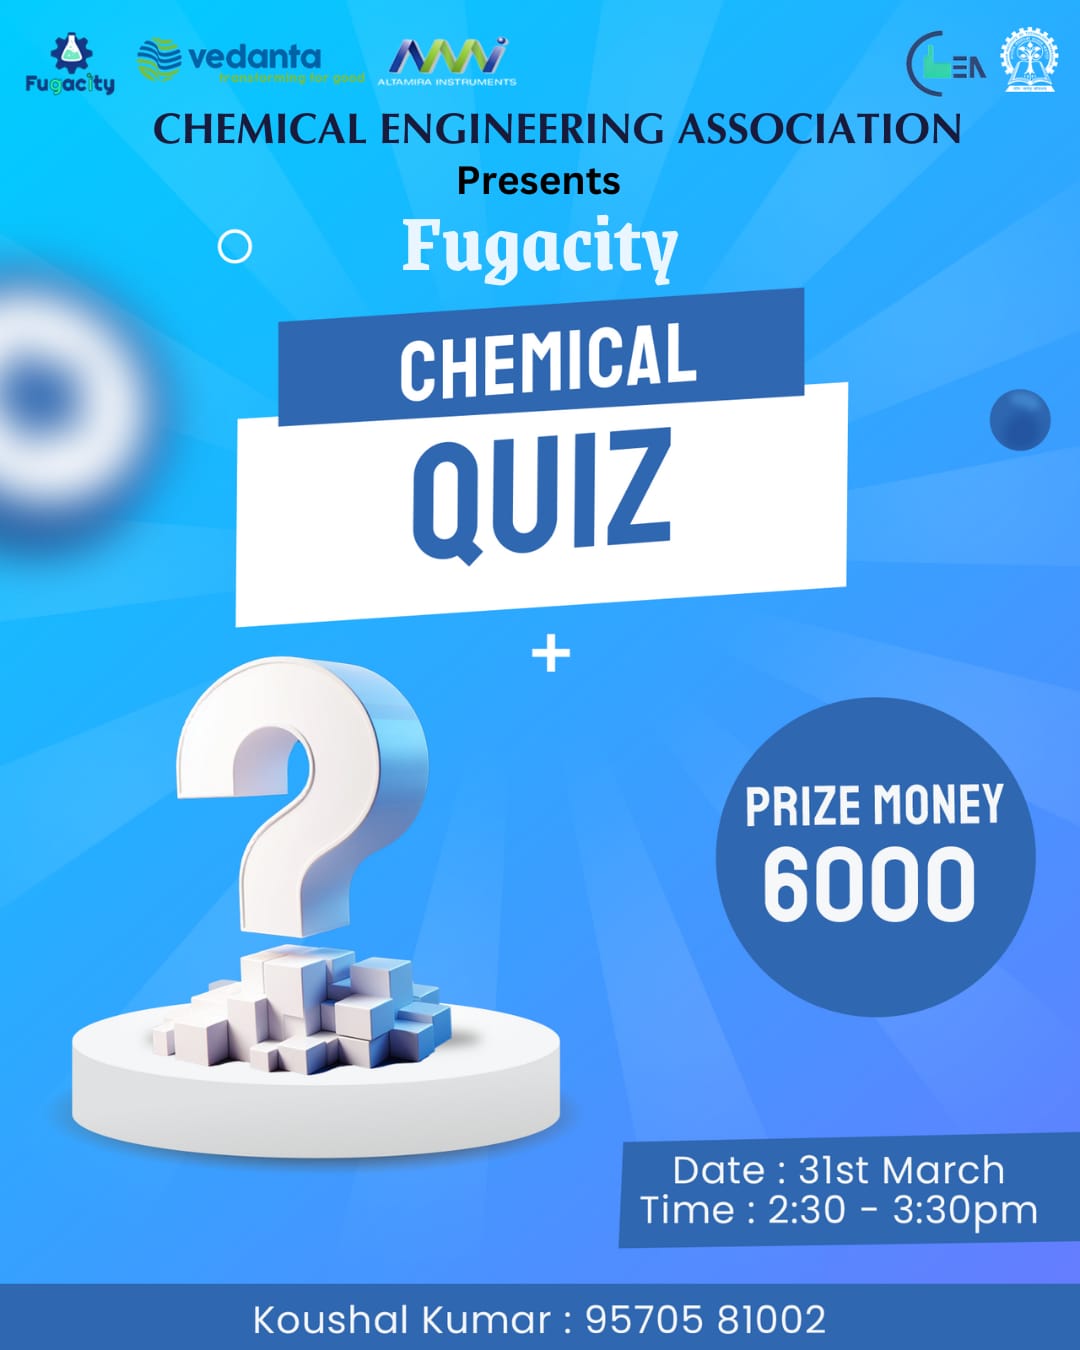 Fugacity
vedanta
transforming for good
ALTAMIRA INSTRUMENTS
CHEMICAL ENGINEERING ASSOCIATION
Presents
Fugacity
CHEMICAL
QUIZ
+
PRIZE MONEY
6000
Date : 31st March
Time : 2:30 - 3:30pm
Koushal Kumar : 95705 81002